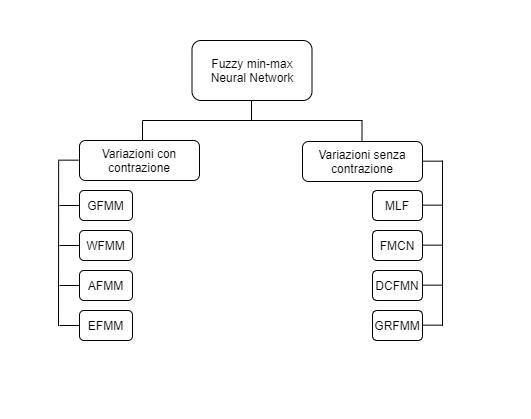 Fuzzy min-max
Neural Network
Variazioni con
contrazione
Variazioni senza
contrazione
GFMM
WFMM
AFMM
EFMM
MLF
FMCN
DCFMN
GRFMM